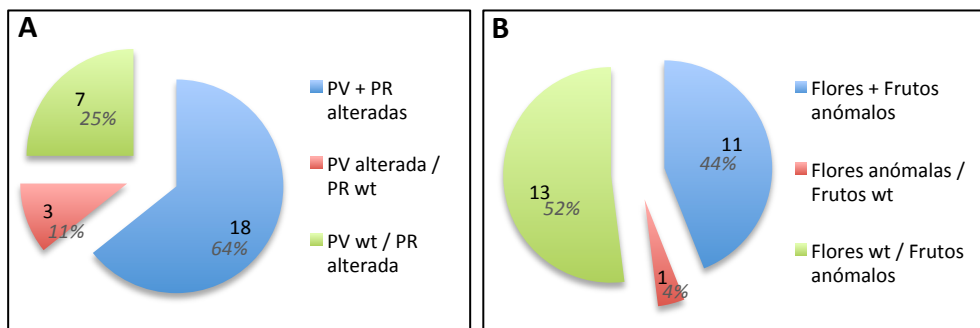 A
7
25%
3
11%
18
64%
PV + PR
alteradas
PV alterada /
PR wt
PV wt / PR
alterada
B
13
52%
11
44%
1
4%
Flores + Frutos
anómalos
Flores anómalas /
Frutos wt
Flores wt / Frutos
anómalos